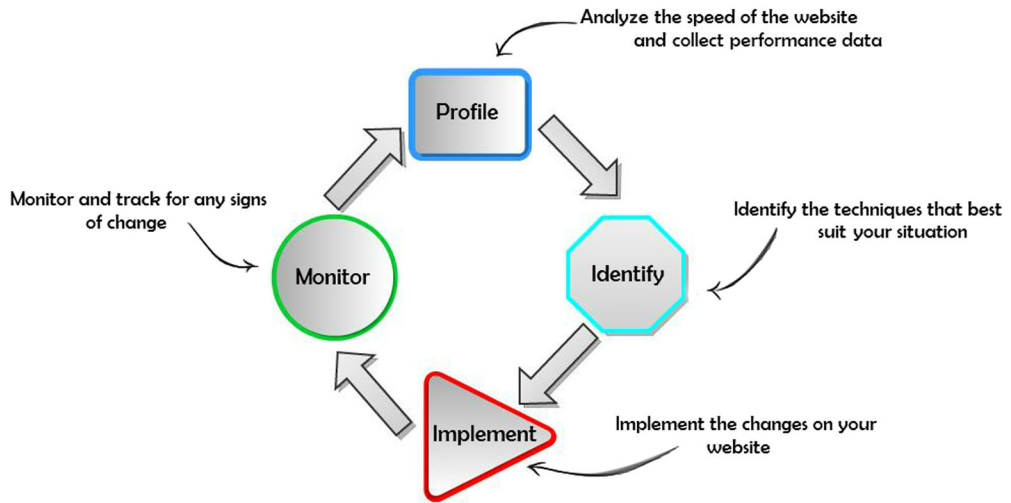 Analyze the speed of the website
and collect performance data
Profile
Monitor and track for any signs
of change
Identify the techniques that best
suit your situation
Monitor
Identify
Implement
Implement the changes on your
website